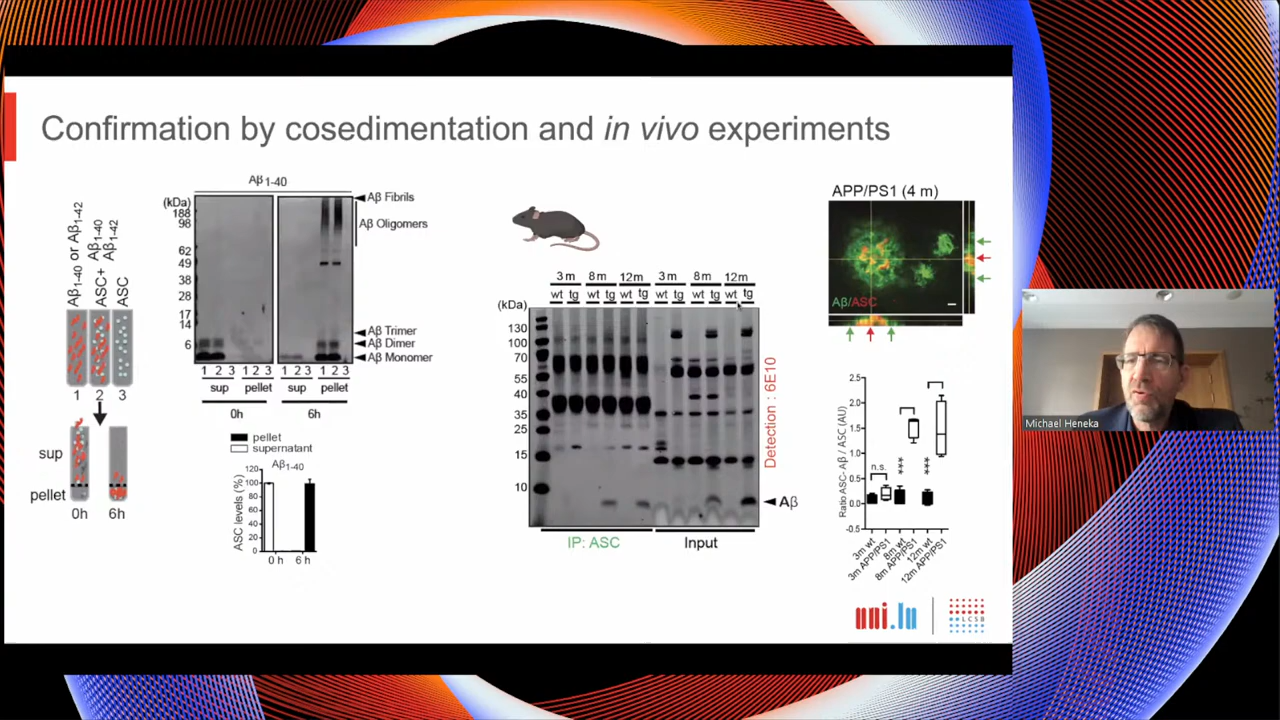 Confirmation by cosedimentation and in vivo experiments
Aβ1-40 or Aβ1-42
ASC+ Aβ1-40
Aβ1-42
ASC
1 2 3
sup
pellet
0h 6h
Aβ1-40
(kDa)
188
98
62
49
38
28
17
14
6
Aβ Fibrils
Aβ Oligomers
Aβ Trimer
Aβ Dimer
Aβ Monomer
1 2 3 1 2 3 1 2 3 1 2 3
sup pellet sup pellet
0h 6h
pellet
supernatant
Aβ1-40
ASC levels (%)
120
100
80
60
40
20
0
0 h 6 h
3 m 8 m 12m 3 m 8 m 12m
wt tg wt tg wt tg wt tg wt tg wt tg
(kDa)
130
100
70
55
40
35
25
15
10
Detection : 6E10
Aβ
IP: ASC Input
APP/PS1 (4 m)
Aβ/ASC
Ratio ASC- Aβ / ASC (AU)
2.5
2.0
1.5
1.0
0.5
0.0
-0.5
n.s.
***
***
3m wt
3m APP/PS1
8m wt
8m APP/PS1
12m wt
12m APP/PS1
uni.lu
LCSB
Michael Heneka